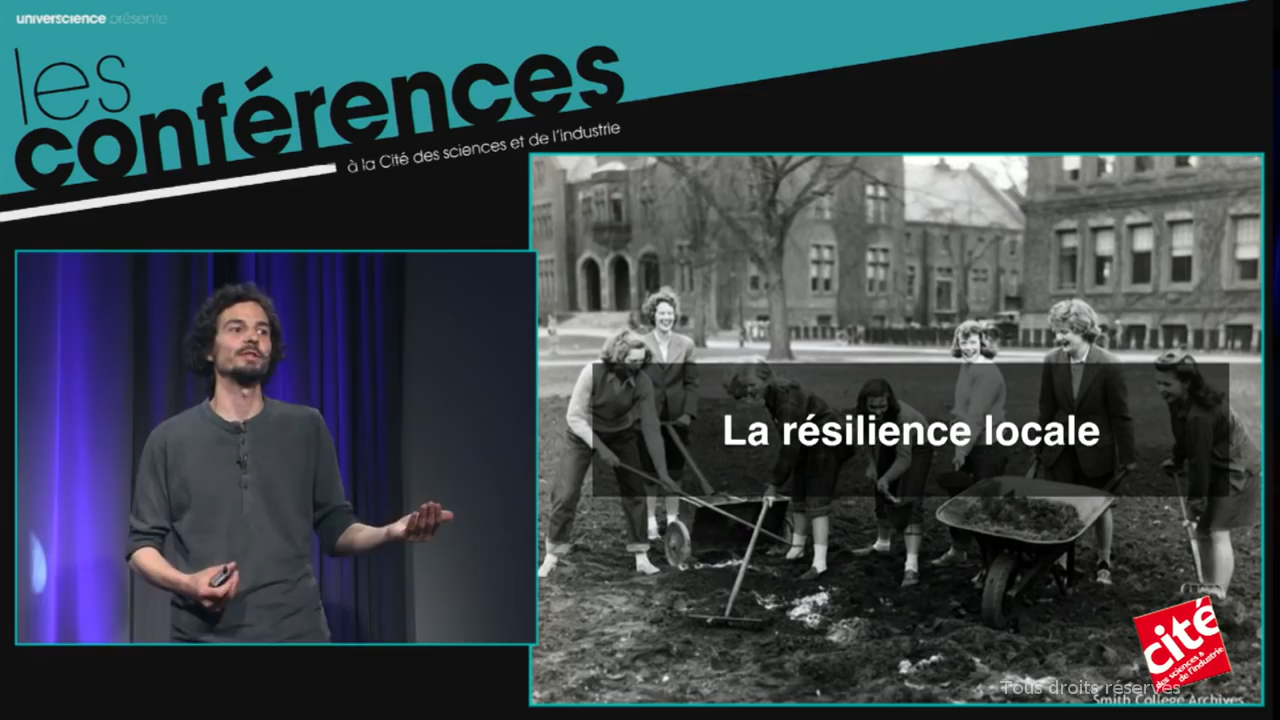 universcience présente
les
conférences
à la Cité des sciences et de l'industrie
La résilience locale
cité
des sciences &
de l'industrie
Tous droits réservés
Smith College Archives